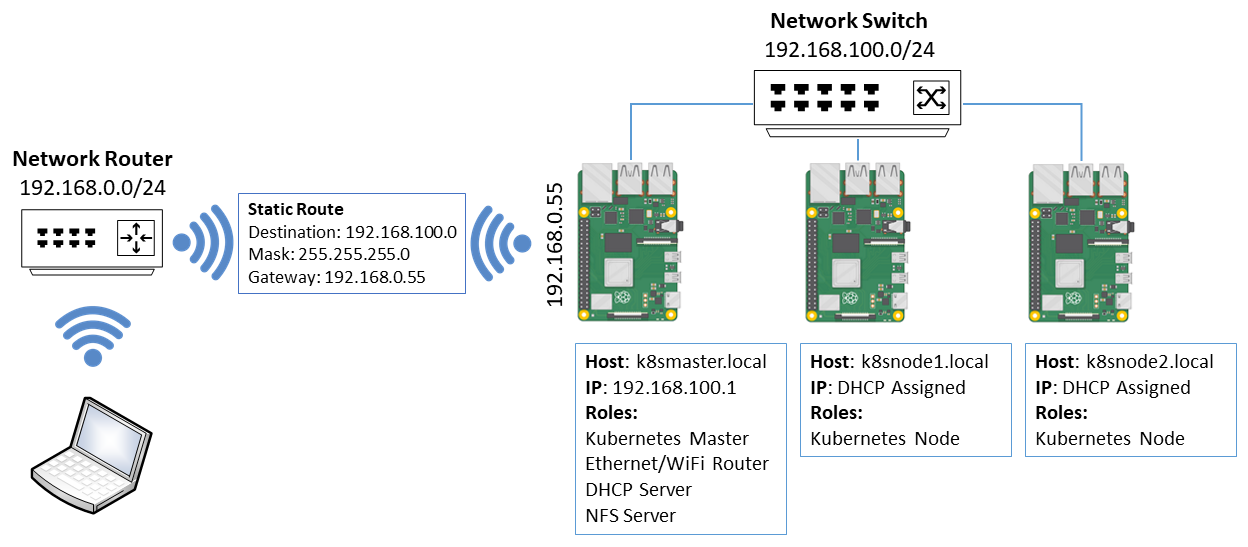 Network Switch
192.168.100.0/24
Network Router
192.168.0.0/24
Static Route
Destination: 192.168.100.0
Mask: 255.255.255.0
Gateway: 192.168.0.55
192.168.0.55
Host: k8smaster.local
IP: 192.168.100.1
Roles:
Kubernetes Master
Ethernet/WiFi Router
DHCP Server
NFS Server
Host: k8snode1.local
IP: DHCP Assigned
Roles:
Kubernetes Node
Host: k8snode2.local
IP: DHCP Assigned
Roles:
Kubernetes Node